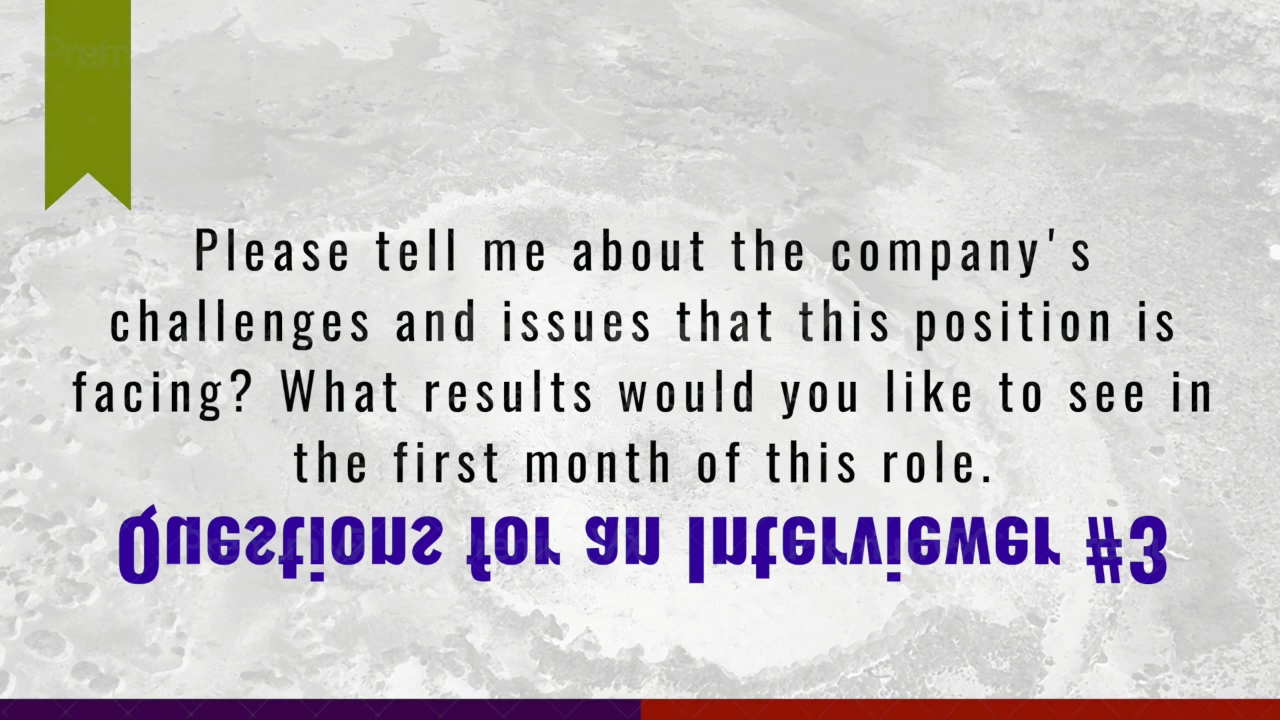 Please tell me about the company's
challenges and issues that this position is
facing? What results would you like to see in
the first month of this role.
Questions for an Interviewer #3